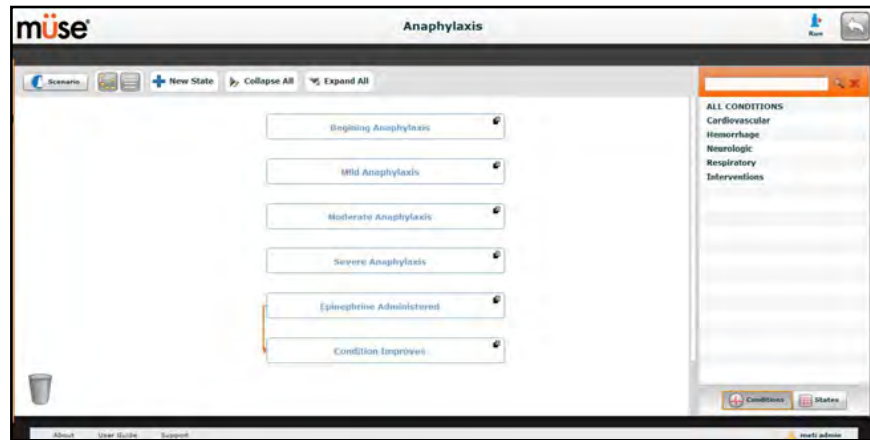 müse
Anaphylaxis
Run
Scenario
New State
Collapse All
Expand All
Begining Anaphylaxis
Mild Anaphylaxis
Moderate Anaphylaxis
Severe Anaphylaxis
Epinephrine Administered
Condition Improves
ALL CONDITIONS
Cardiovascular
Hemorrhage
Neurologic
Respiratory
Interventions
Conditions
States
About User Guide Support
meti admin